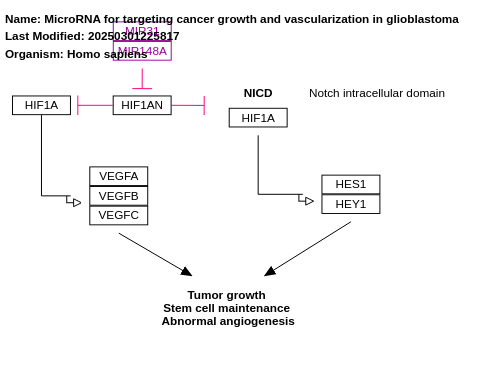 Name: MicroRNA for targeting cancer growth and vascularization in glioblastoma
MIR31
Last Modified: 20250301225817
MIR148A
Organism: Homo sapiens
NICD
Notch intracellular domain
HIF1A
HIF1AN
HIF1A
VEGFA
VEGFB
VEGFC
HES1
HEY1
Tumor growth
Stem cell maintenance
Abnormal angiogenesis